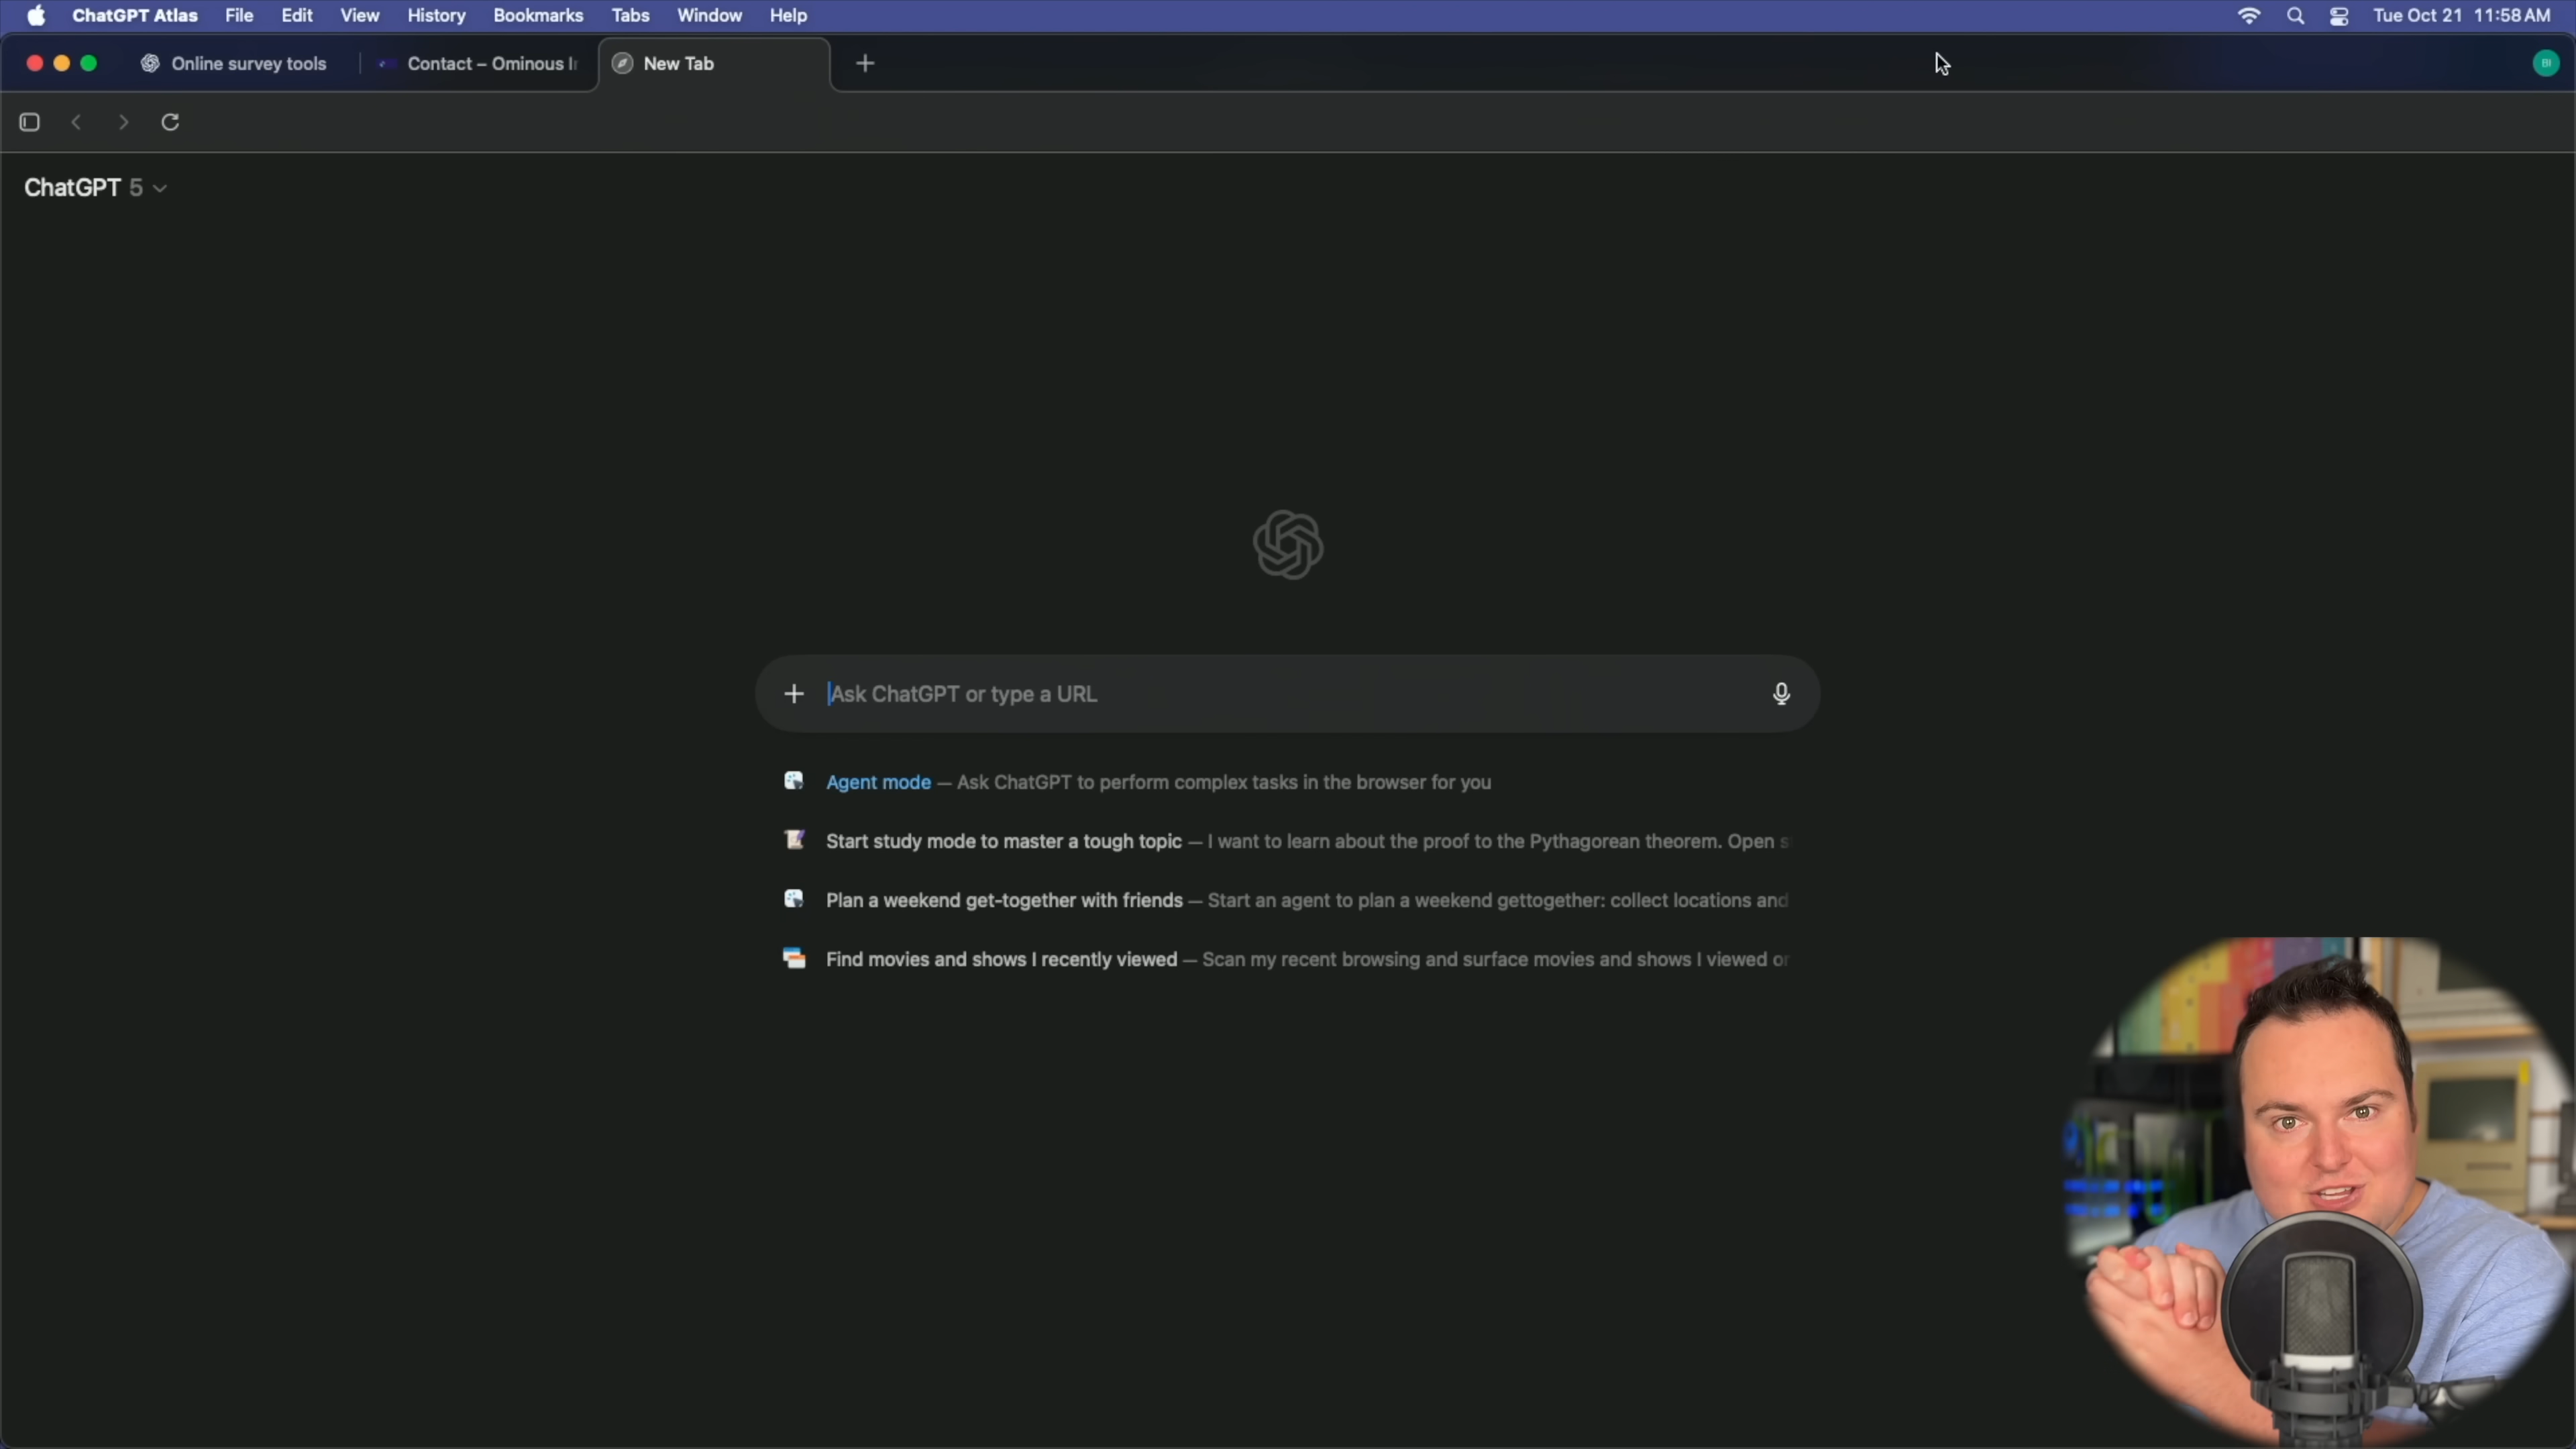 ChatGPT Atlas File Edit View History Bookmarks Tabs Window Help Tue Oct 21 11:58 AM
Online survey tools Contact – Ominous New Tab BI
ChatGPT 5
Ask ChatGPT or type a URL
Agent mode — Ask ChatGPT to perform complex tasks in the browser for you
Start study mode to master a tough topic — I want to learn about the proof to the Pythagorean theorem. Open
Plan a weekend get-together with friends — Start an agent to plan a weekend gettogether: collect locations and
Find movies and shows I recently viewed — Scan my recent browsing and surface movies and shows I viewed or